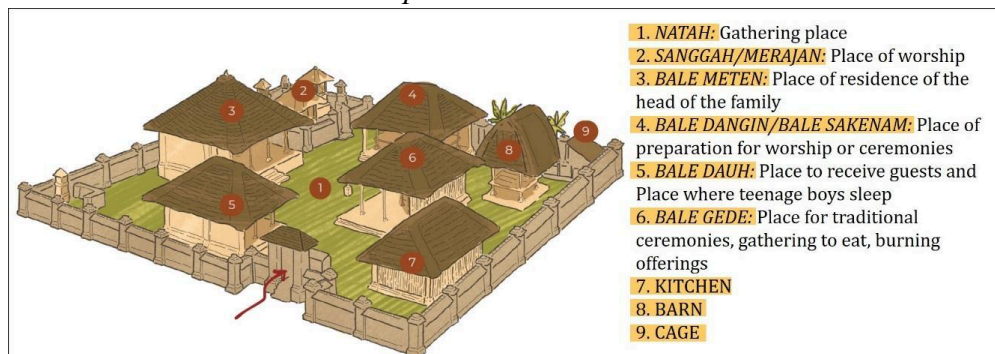 1. NATAH: Gathering place
2. SANGGAH/MERAJAN: Place of worship
3. BALE METEN: Place of residence of the
head of the family
4. BALE DANGIN/BALE SAKENAM: Place of
preparation for worship or ceremonies
5. BALE DAUH: Place to receive guests and
Place where teenage boys sleep
6. BALE GEDE: Place for traditional
ceremonies, gathering to eat, burning
offerings
7. KITCHEN
8. BARN
9. CAGE
2
4
3
9
8
6
1
5
7